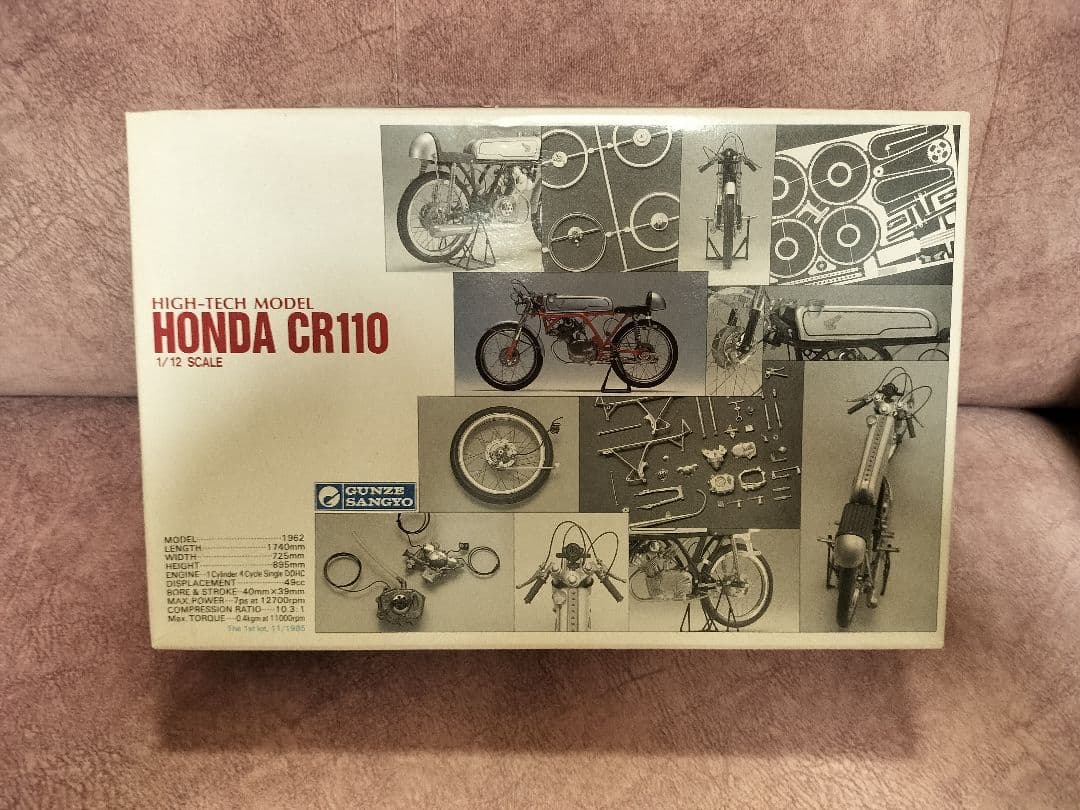 HIGH-TECH MODEL
HONDA CR110
1/12 SCALE
GUNZE
SANGYO
MODEL 1962
LENGTH 1740mm
WIDTH 725mm
HEIGHT 895mm
ENGINE 1 Cylinder 4 Cycle Single DOHC
DISPLACEMENT 49cc
BORE & STROKE 40mm×39mm
MAX. POWER 7ps at 12700rpm
COMPRESSION RATIO 10.3:1
Max. TORQUE 0.4kgm at 11000rpm
The 1st lot, 11/1985